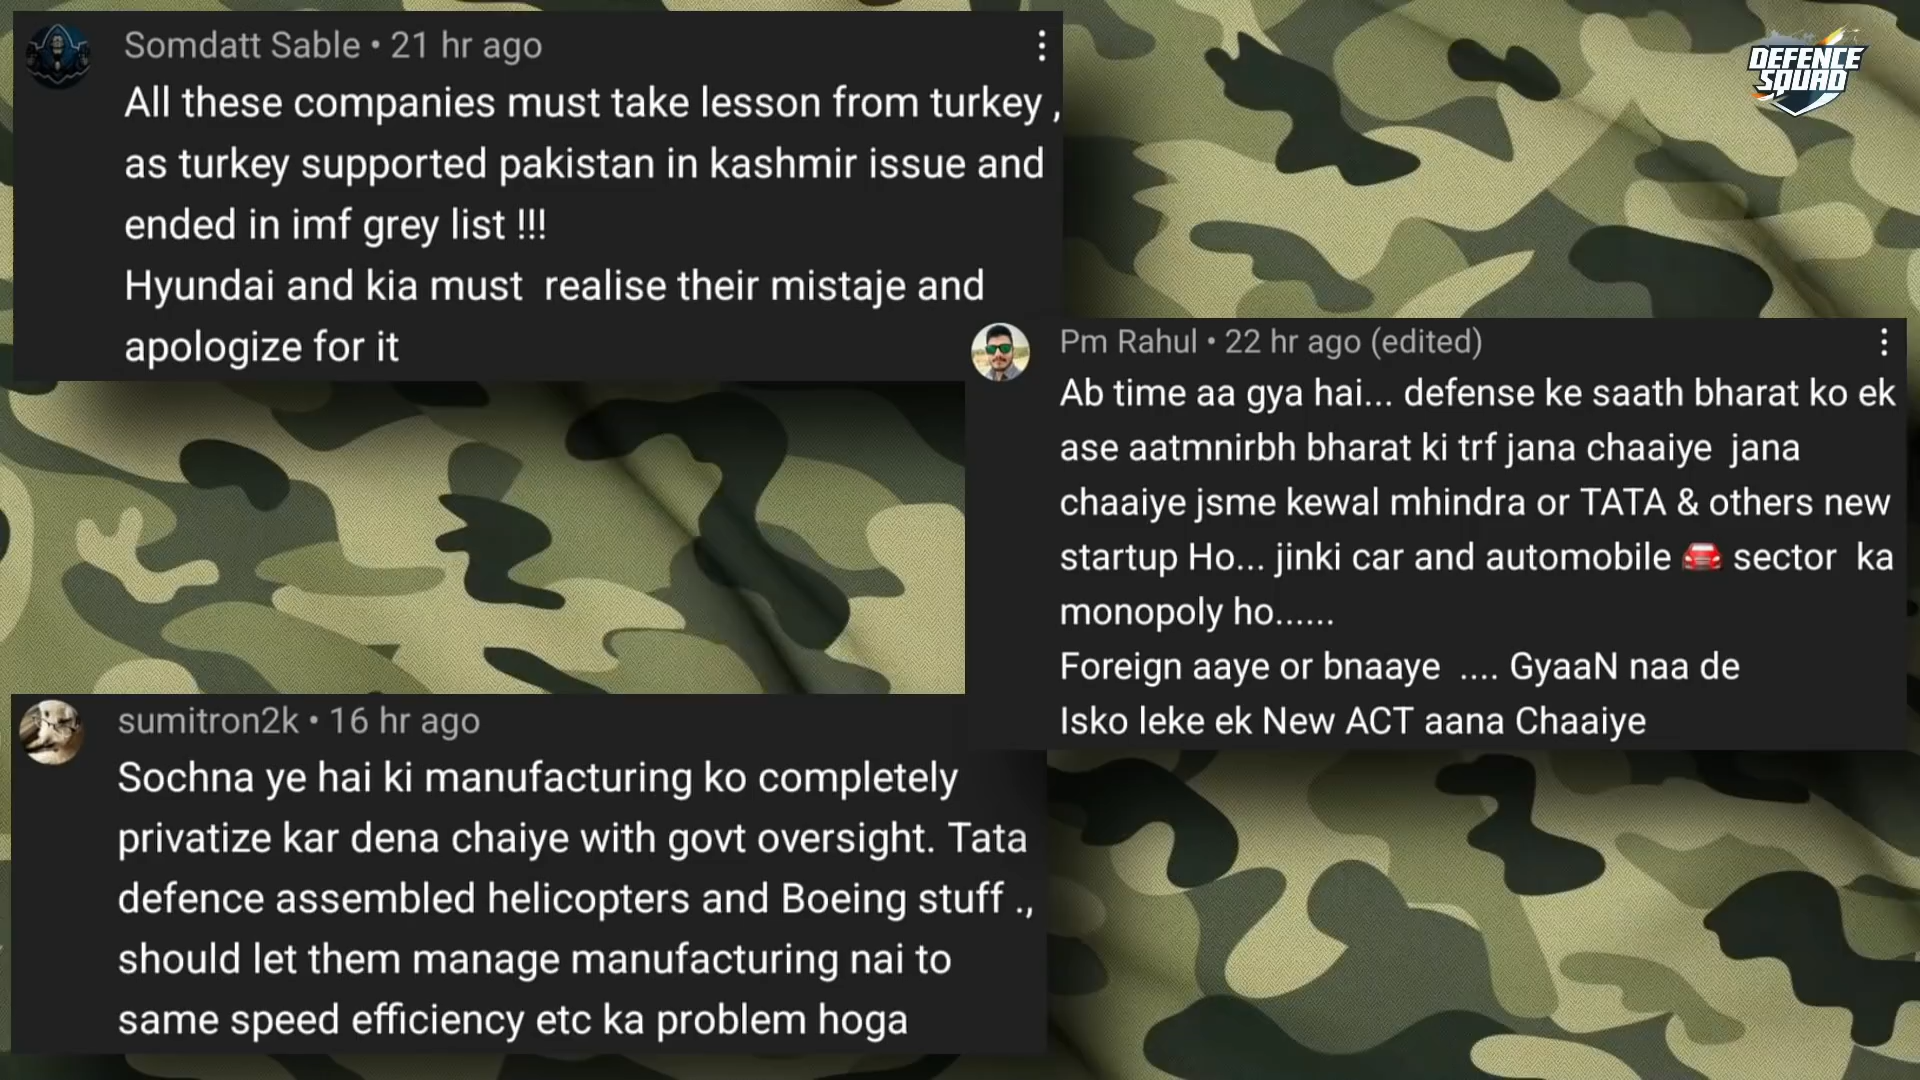 Somdatt Sable • 21 hr ago
All these companies must take lesson from turkey ,
as turkey supported pakistan in kashmir issue and
ended in imf grey list !!!
Hyundai and kia must  realise their mistaje and
apologize for it
DEFENCE
SQUAD
Pm Rahul • 22 hr ago (edited)
Ab time aa gya hai... defense ke saath bharat ko ek
ase aatmnirbh bharat ki trf jana chaaiye  jana
chaaiye jsme kewal mhindra or TATA & others new
startup Ho... jinki car and automobile 🚘 sector  ka
monopoly ho......
Foreign aaye or bnaaye  .... GyaaN naa de
Isko leke ek New ACT aana Chaaiye
sumitron2k • 16 hr ago
Sochna ye hai ki manufacturing ko completely
privatize kar dena chaiye with govt oversight. Tata
defence assembled helicopters and Boeing stuff .,
should let them manage manufacturing nai to
same speed efficiency etc ka problem hoga